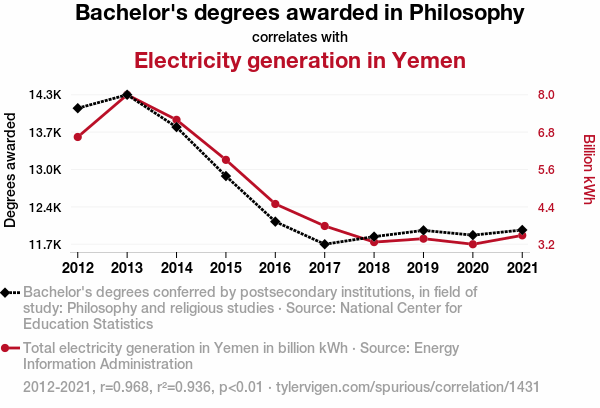 Bachelor's degrees awarded in Philosophy
correlates with
Electricity generation in Yemen
Degrees awarded
14.3K
13.7K
13.0K
12.4K
11.7K
8.0
6.8
5.6
4.4
3.2
Billion kWh
2012 2013 2014 2015 2016 2017 2018 2019 2020 2021
Bachelor's degrees conferred by postsecondary institutions, in field of
study: Philosophy and religious studies · Source: National Center for
Education Statistics
Total electricity generation in Yemen in billion kWh · Source: Energy
Information Administration
2012-2021, r=0.968, r²=0.936, p<0.01 · tylervigen.com/spurious/correlation/1431